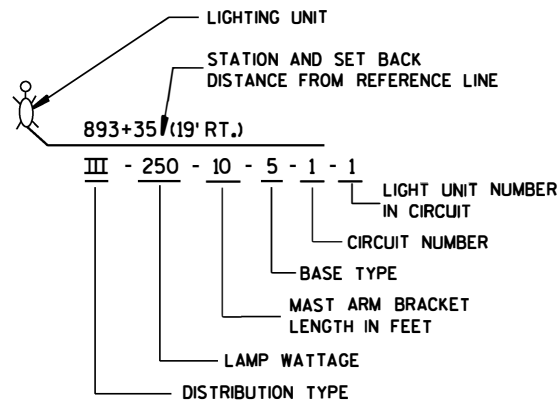 LIGHTING UNIT
STATION AND SET BACK
DISTANCE FROM REFERENCE LINE
893+35 (19' RT.)
III - 250 - 10 - 5 - 1 - 1
LIGHT UNIT NUMBER
IN CIRCUIT
CIRCUIT NUMBER
BASE TYPE
MAST ARM BRACKET
LENGTH IN FEET
LAMP WATTAGE
DISTRIBUTION TYPE